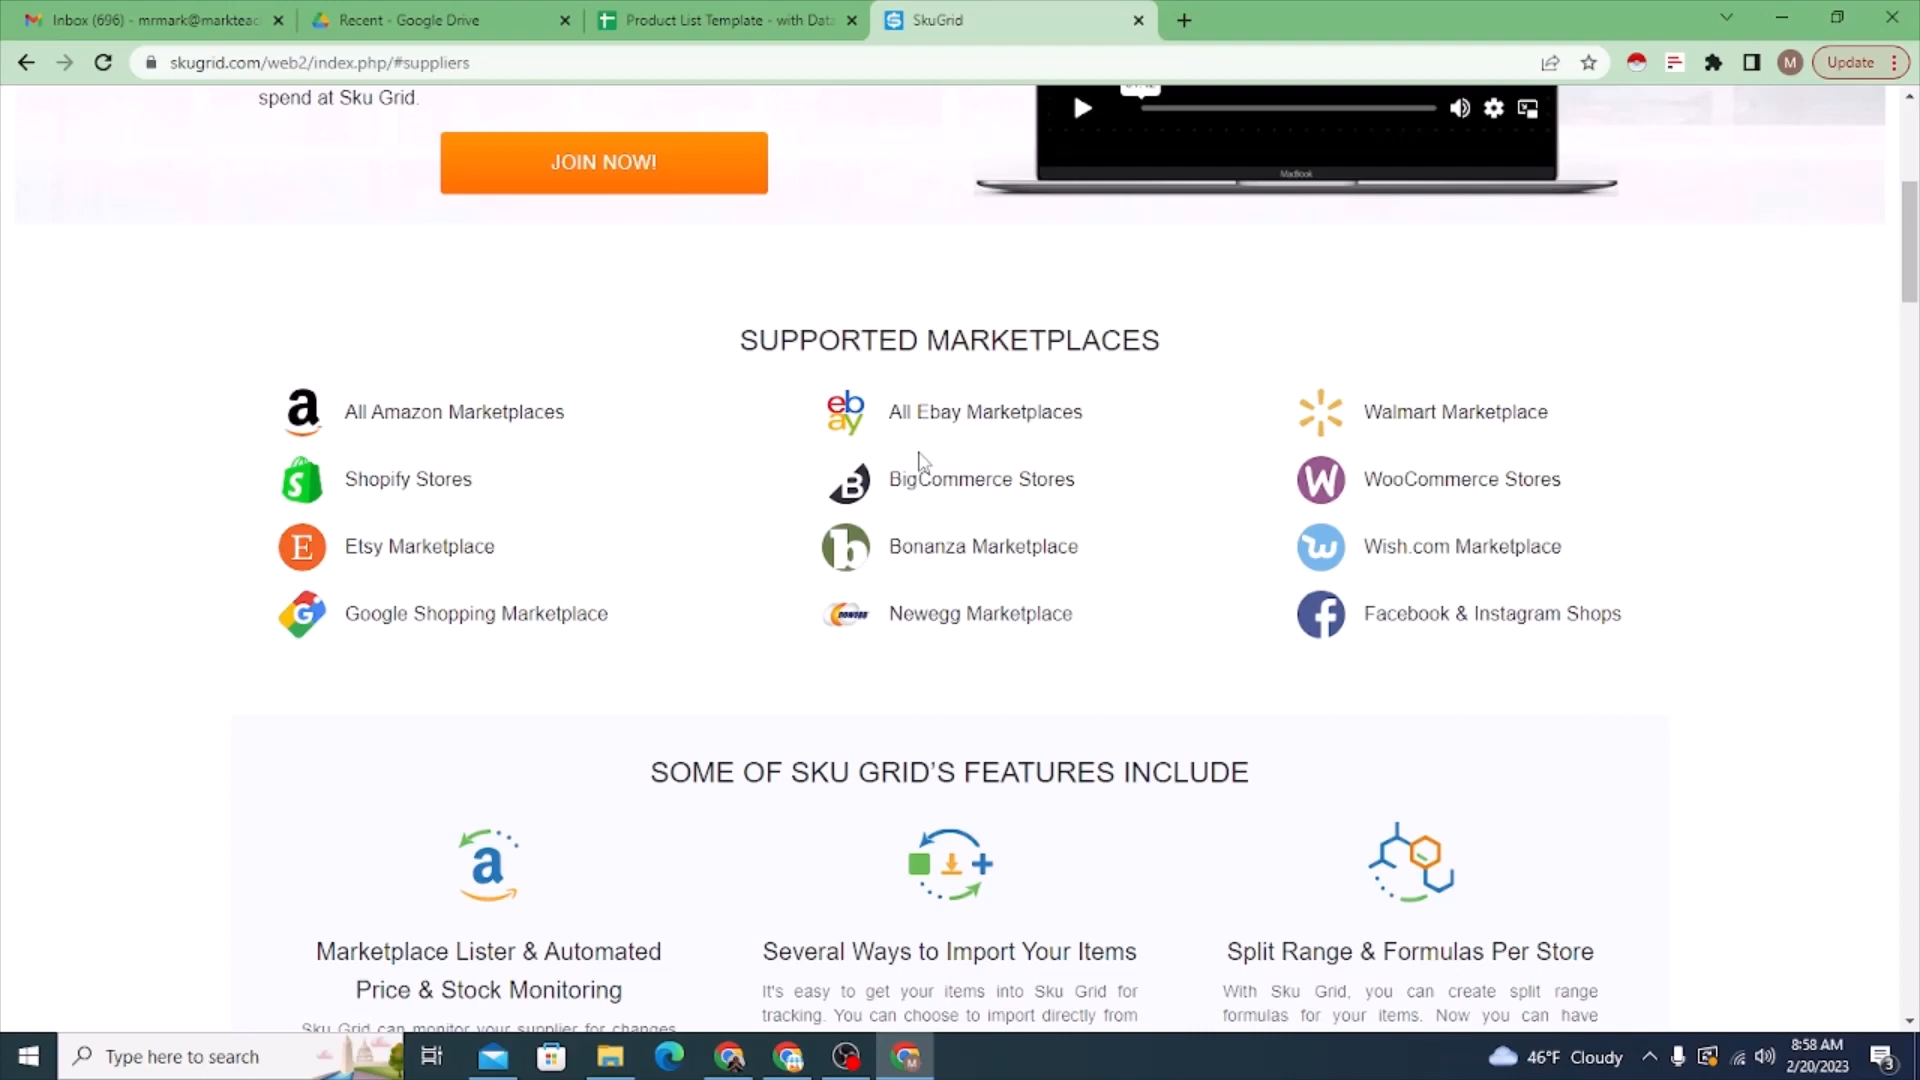 Inbox (696) - mrmark@markteac
Recent - Google Drive
Product List Template - with Data
SkuGrid
skugrid.com/web2/index.php/#suppliers
M
Update
spend at Sku Grid.
JOIN NOW!
MacBook
SUPPORTED MARKETPLACES
All Amazon Marketplaces
All Ebay Marketplaces
Walmart Marketplace
Shopify Stores
BigCommerce Stores
WooCommerce Stores
Etsy Marketplace
Bonanza Marketplace
Wish.com Marketplace
Google Shopping Marketplace
Newegg Marketplace
Facebook & Instagram Shops
SOME OF SKU GRID'S FEATURES INCLUDE
Marketplace Lister & Automated
Price & Stock Monitoring
Sku Grid can monitor your supplier for changes
Several Ways to Import Your Items
It's easy to get your items into Sku Grid for
tracking. You can choose to import directly from
Split Range & Formulas Per Store
With Sku Grid, you can create split range
formulas for your items. Now you can have
Type here to search
46°F Cloudy
8:58 AM
2/20/2023
3